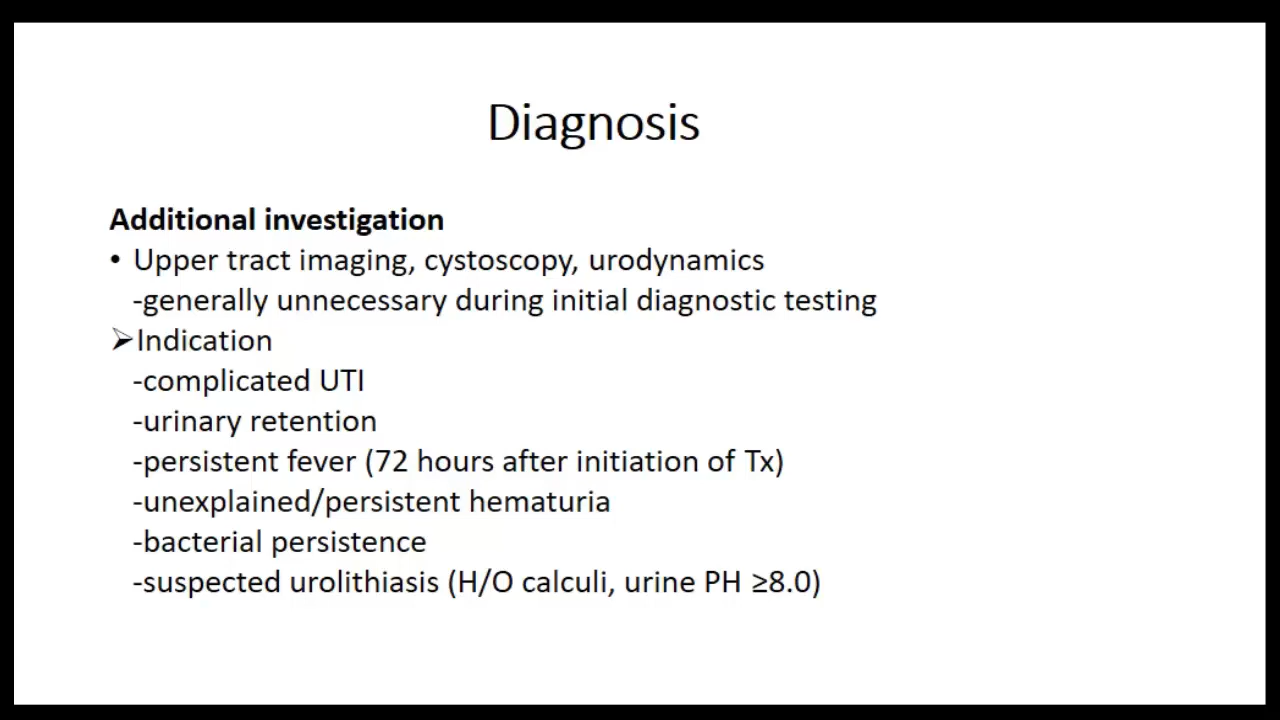 Diagnosis
Additional investigation
• Upper tract imaging, cystoscopy, urodynamics
-generally unnecessary during initial diagnostic testing
➢Indication
-complicated UTI
-urinary retention
-persistent fever (72 hours after initiation of Tx)
-unexplained/persistent hematuria
-bacterial persistence
-suspected urolithiasis (H/O calculi, urine PH ≥8.0)